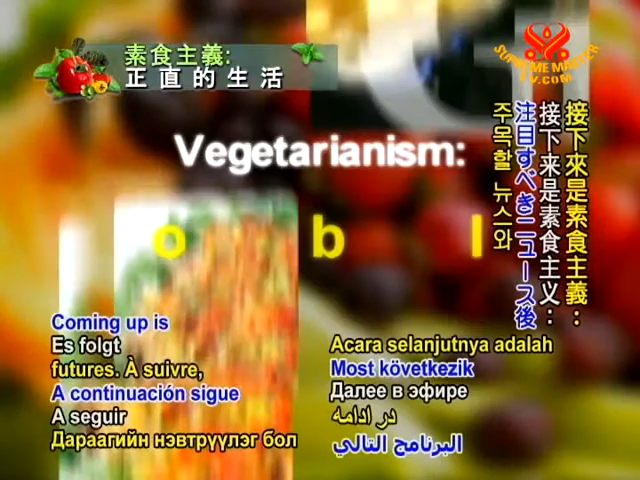 素食主義:
正直的生活
SUPREME MASTER
TV.COM
Vegetarianism:
o b l
接下來是素食主義:
接下来是素食主义:
注目すべきニュース後
주목할 뉴스와
Coming up is
Es folgt
futures. À suivre,
A continuación sigue
A seguir
Дараагийн нэвтрүүлэг бол
Acara selanjutnya adalah
Most következik
Далее в эфире
در ادامه
البرنامج التالي